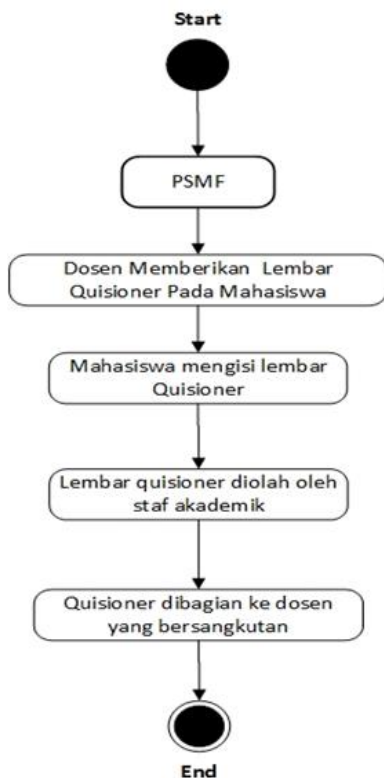 Start
PSMF
Dosen Memberikan Lembar
Quisioner Pada Mahasiswa
Mahasiswa mengisi lembar
Quisioner
Lembar quisioner diolah oleh
staf akademik
Quisioner dibagian ke dosen
yang bersangkutan
End